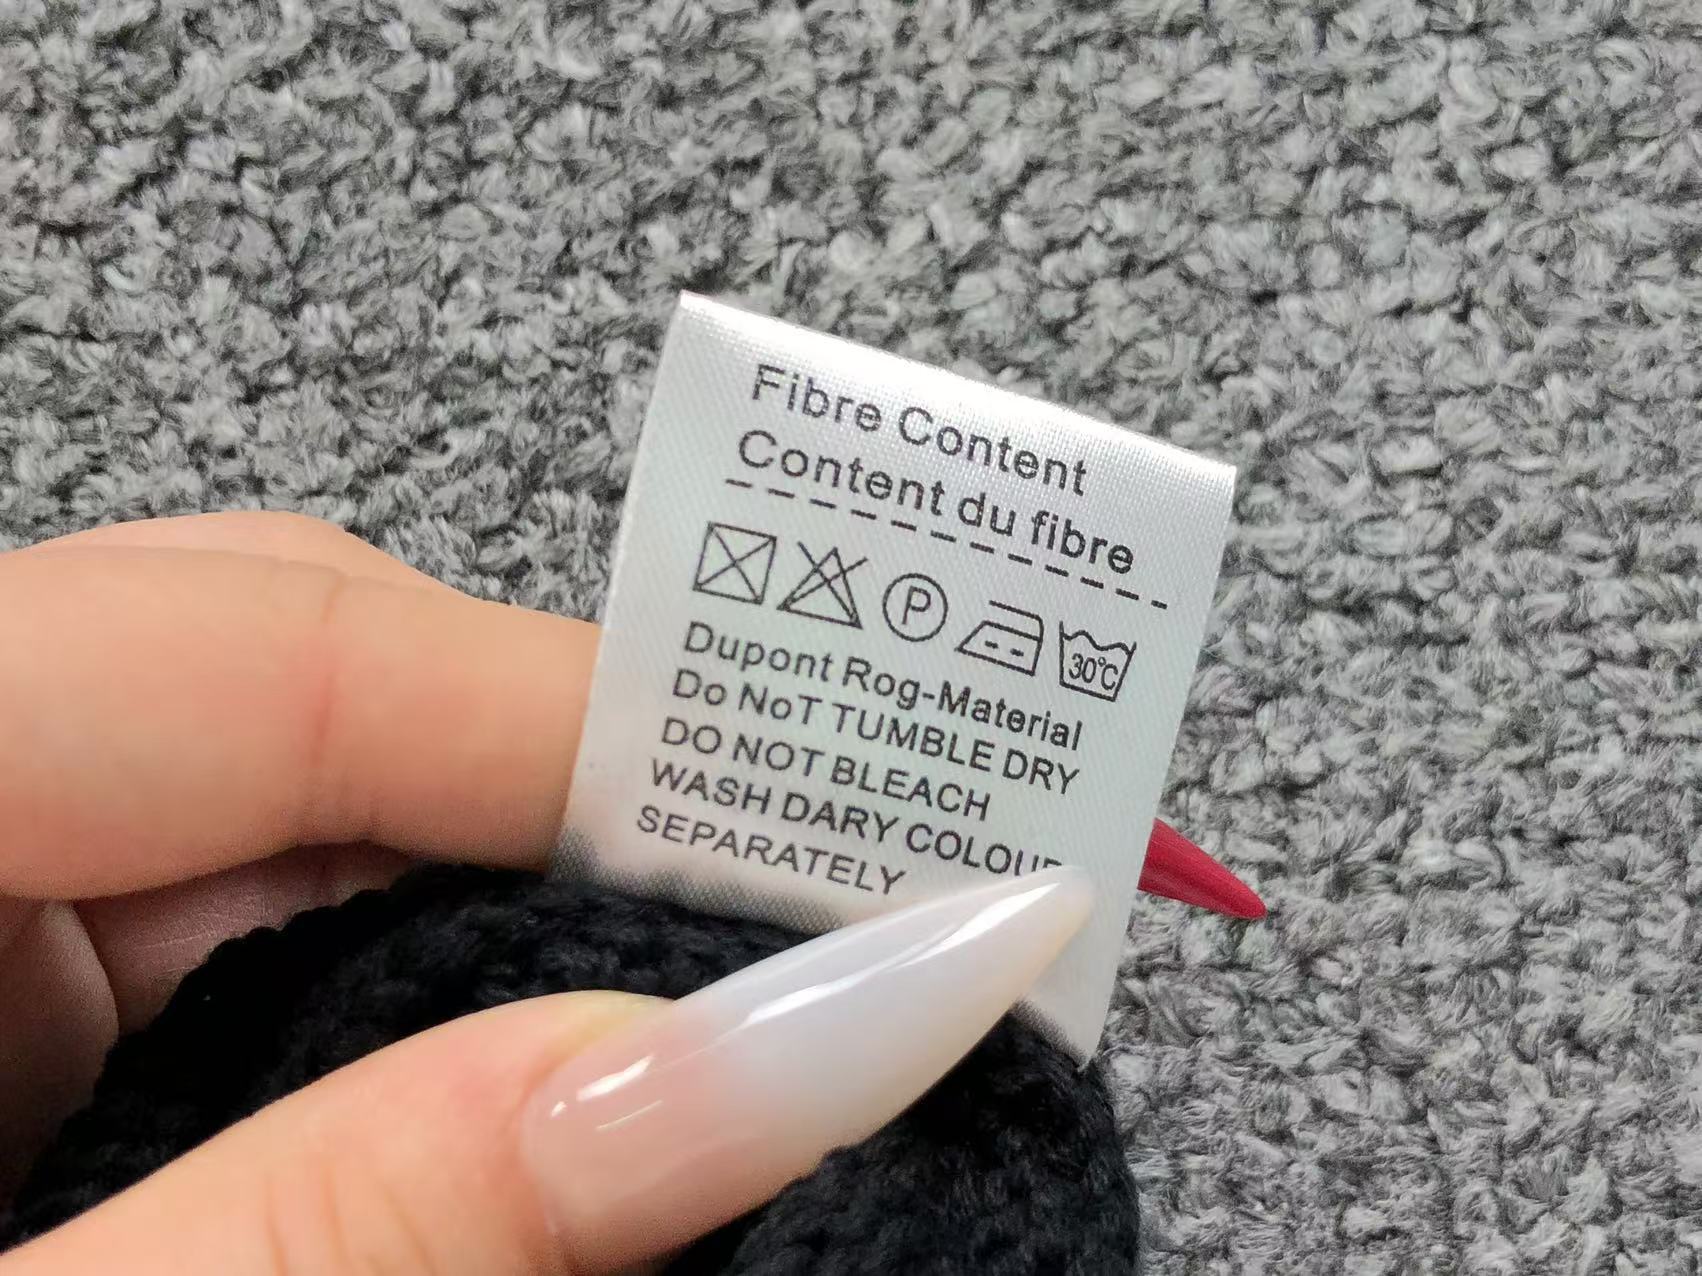 Fibre Content
Content du fibre
P
30°C
Dupont Rog-Material
Do NoT TUMBLE DRY
DO NOT BLEACH
WASH DARY COLOUR
SEPARATELY